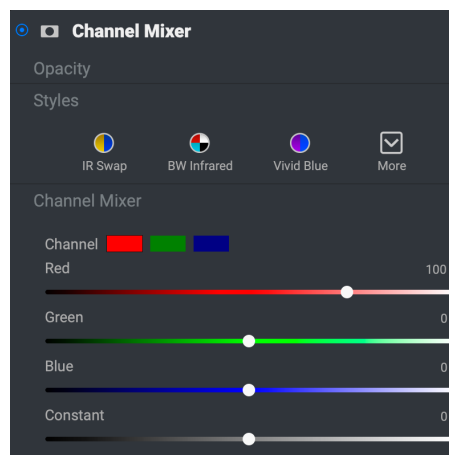 Channel Mixer
Opacity
Styles
IR Swap BW Infrared Vivid Blue More
Channel Mixer
Channel
Red 100
Green 0
Blue 0
Constant 0